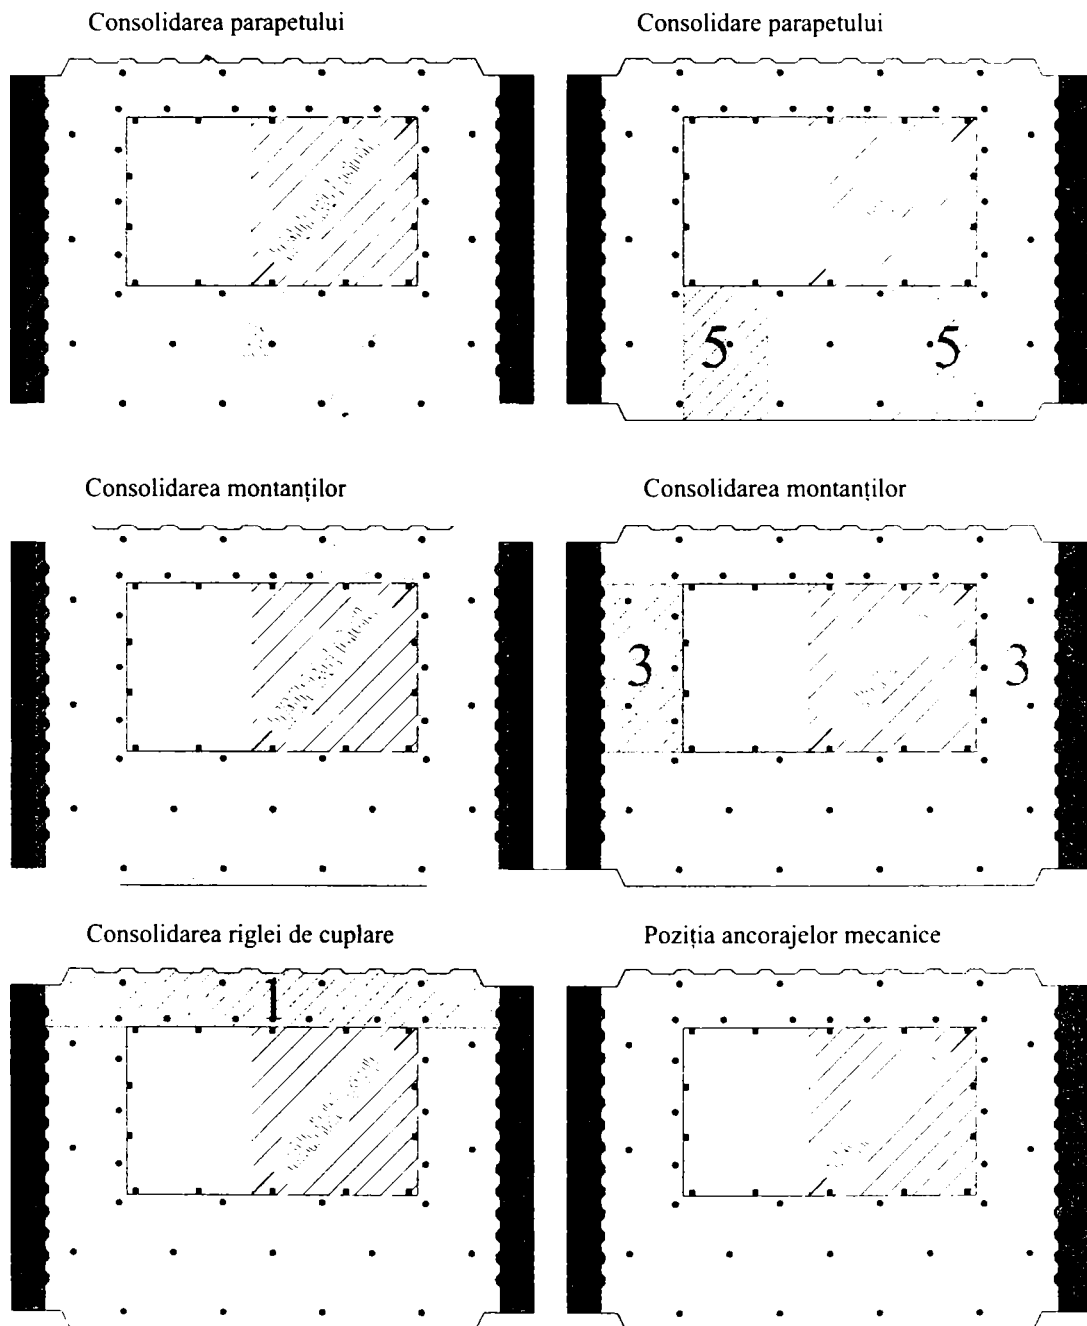 Consolidarea parapetului
Consolidare parapetului
5
5
Consolidarea montanților
Consolidarea montanților
3
3
Consolidarea riglei de cuplare
Poziția ancorajelor mecanice
1